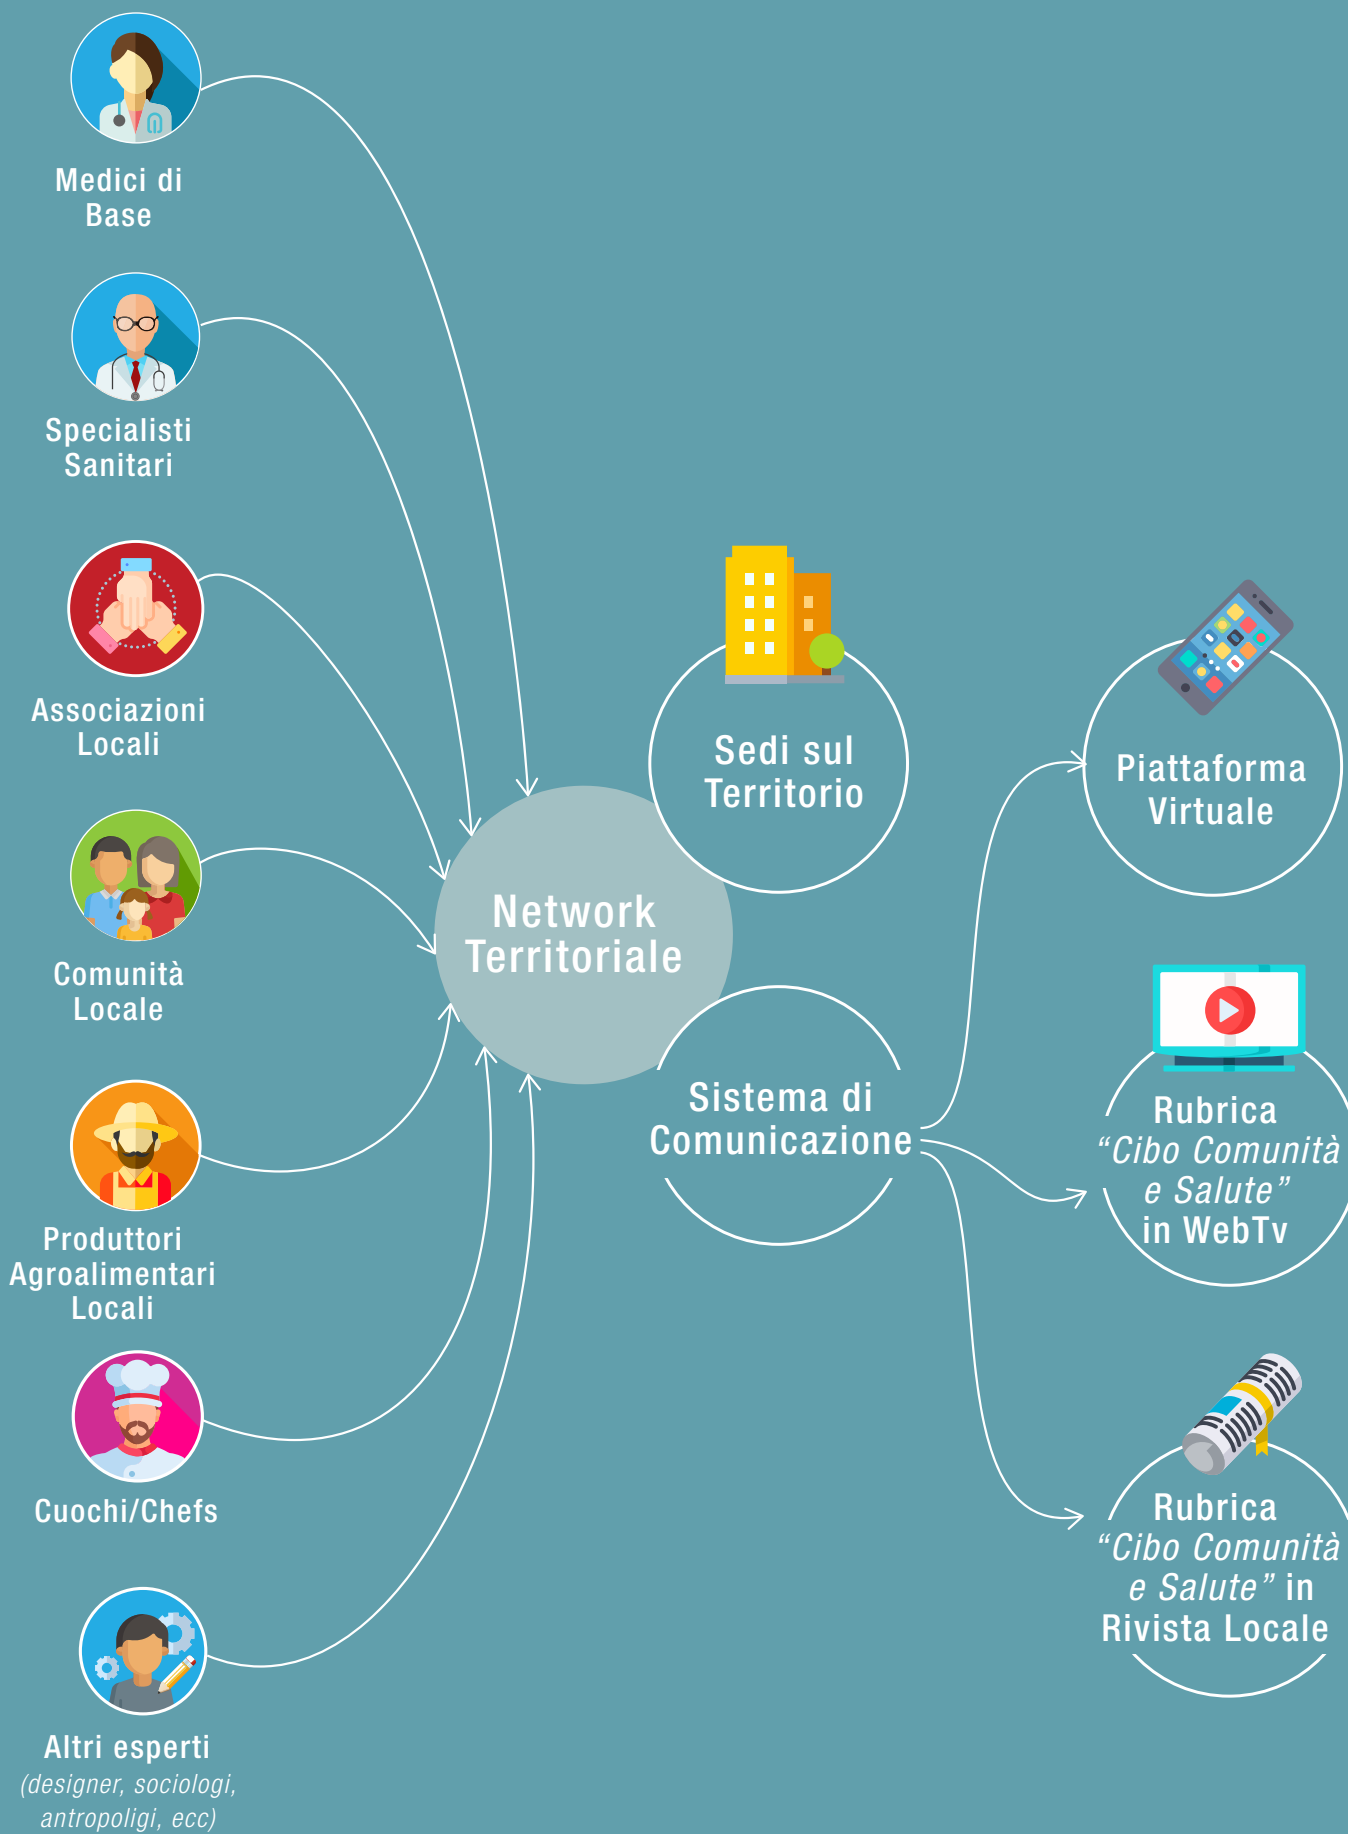 Medici di
Base
Specialisti
Sanitari
Associazioni
Locali
Comunità
Locale
Produttori
Agroalimentari
Locali
Cuochi/Chefs
Altri esperti
(designer, sociologi,
antropoligi, ecc)
Network
Territoriale
Sedi sul
Territorio
Sistema di
Comunicazione
Piattaforma
Virtuale
Rubrica
“Cibo Comunità
e Salute”
in WebTv
Rubrica
“Cibo Comunità
e Salute” in
Rivista Locale